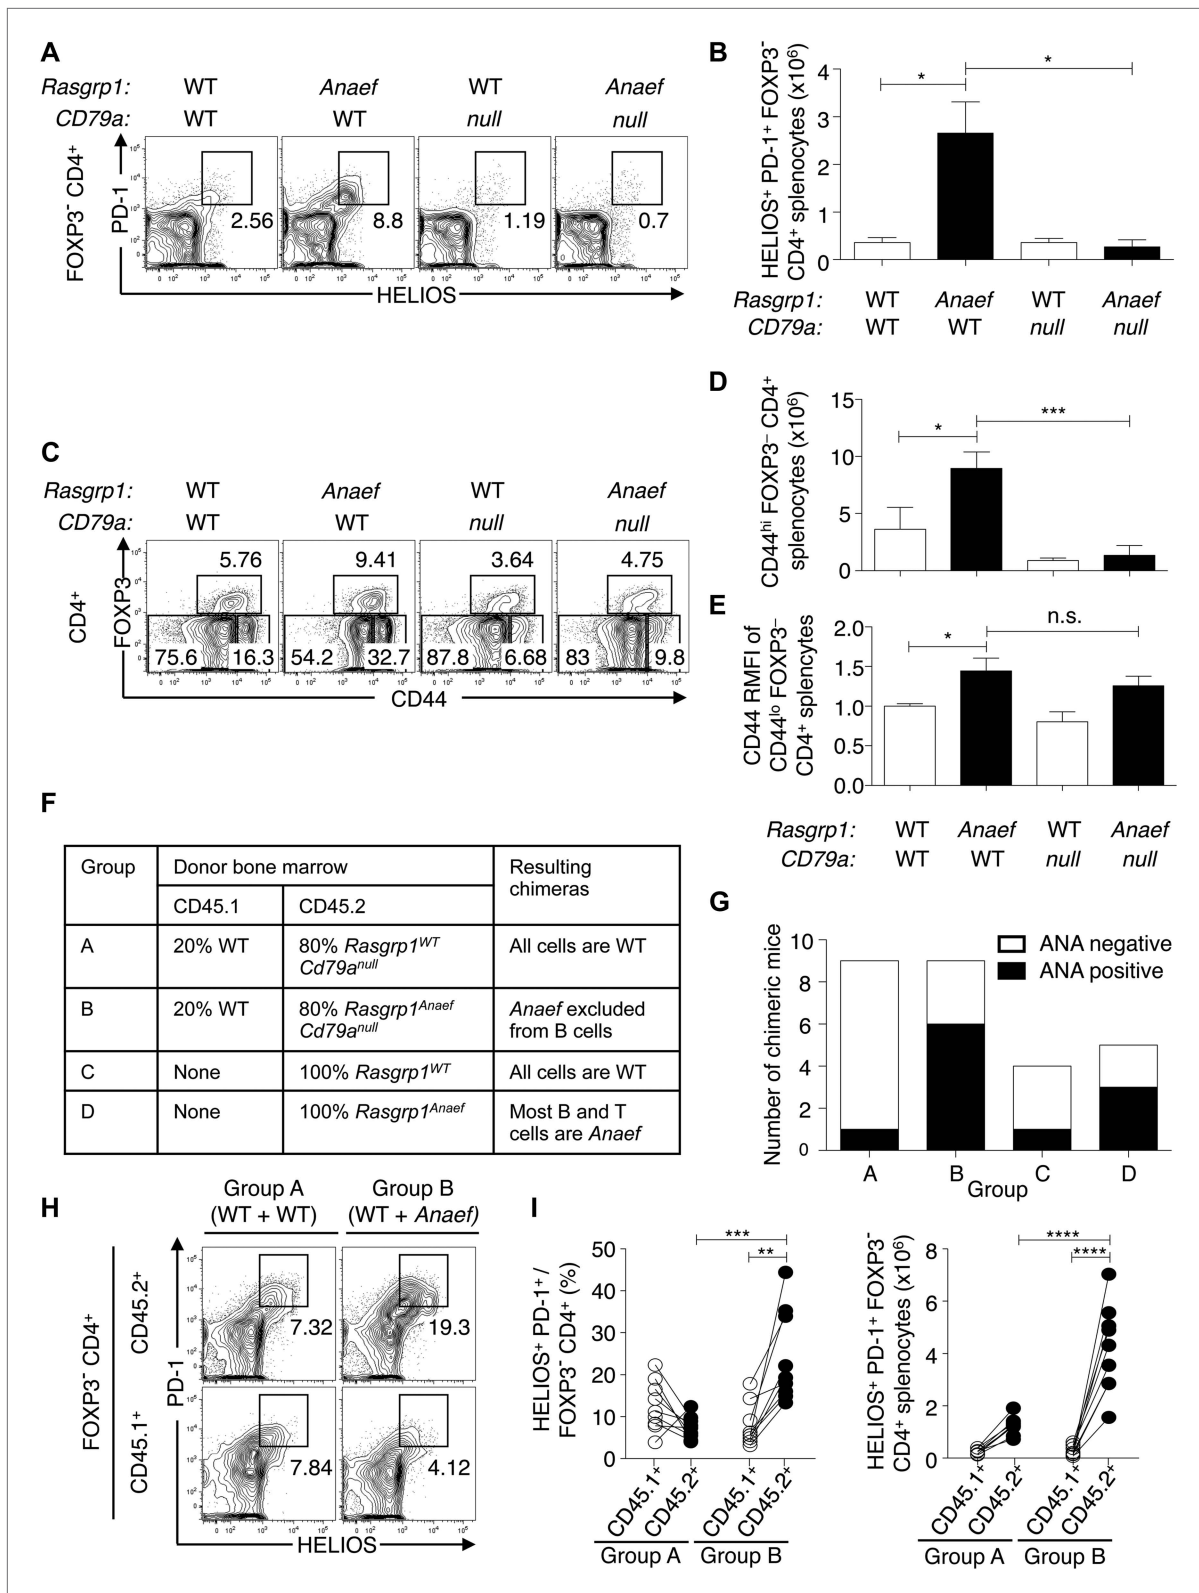 A
Rasgrp1: WT Anaef WT Anaef
CD79a: WT WT null null
FOXP3⁻ CD4⁺
PD-1
2.56 8.8 1.19 0.7
HELIOS
B
HELIOS⁺ PD-1⁺ FOXP3⁻
CD4⁺ splenocytes (x10⁶)
4
3
2
1
0
* *
Rasgrp1: WT Anaef WT Anaef
CD79a: WT WT null null
C
Rasgrp1: WT Anaef WT Anaef
CD79a: WT WT null null
CD4⁺
FOXP3
5.76 9.41 3.64 4.75
75.6 16.3 54.2 32.7 87.8 6.68 83 9.8
CD44
D
CD44ʰⁱ FOXP3⁻ CD4⁺
splenocytes (x10⁶)
15
10
5
0
* ***
E
CD44 RMFI of
CD44ˡᵒ FOXP3⁻
CD4⁺ splencytes
2.0
1.5
1.0
0.5
0.0
* n.s.
Rasgrp1: WT Anaef WT Anaef
CD79a: WT WT null null
F
Group Donor bone marrow Resulting
chimeras
CD45.1 CD45.2
A 20% WT 80% Rasgrp1ᵂᵀ All cells are WT
Cd79aⁿᵘˡˡ
B 20% WT 80% Rasgrp1ᴬⁿᵃᵉᶠ Anaef excluded
Cd79aⁿᵘˡˡ from B cells
C None 100% Rasgrp1ᵂᵀ All cells are WT
D None 100% Rasgrp1ᴬⁿᵃᵉᶠ Most B and T
cells are Anaef
G
Number of chimeric mice
10
8
6
4
2
0
ANA negative
ANA positive
A B C D
Group
H
Group A Group B
(WT + WT) (WT + Anaef)
FOXP3⁻ CD4⁺
CD45.2⁺
CD45.1⁺
PD-1
7.32 19.3
7.84 4.12
HELIOS
I
HELIOS⁺ PD-1⁺ /
FOXP3⁻ CD4⁺ (%)
50
40
30
20
10
0
*** **
CD45.1⁺ CD45.2⁺ CD45.1⁺ CD45.2⁺
Group A Group B
HELIOS⁺ PD-1⁺ FOXP3⁻
CD4⁺ splenocytes (x10⁶)
8
6
4
2
0
**** ****
CD45.1⁺ CD45.2⁺ CD45.1⁺ CD45.2⁺
Group A Group B